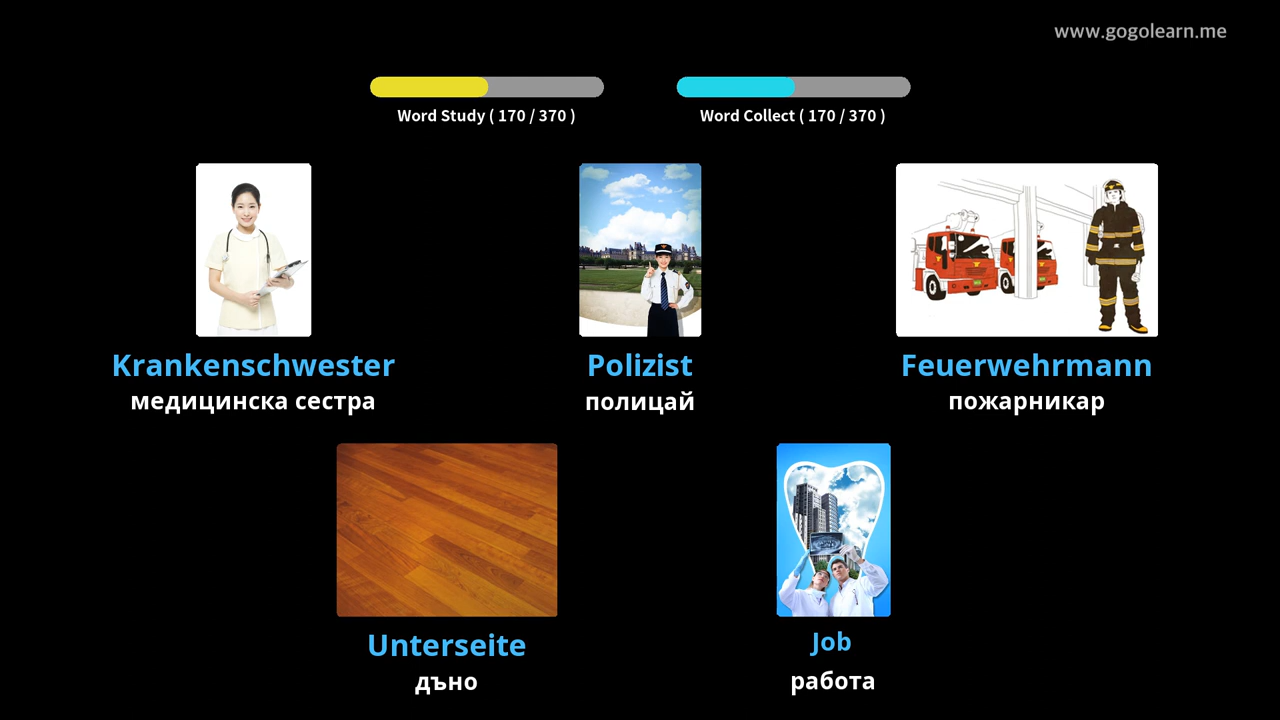 www.gogolearn.me
Word Study ( 170 / 370 )
Word Collect ( 170 / 370 )
Krankenschwester
медицинска сестра
Polizist
полицай
Feuerwehrmann
пожарникар
Unterseite
дъно
Job
работа